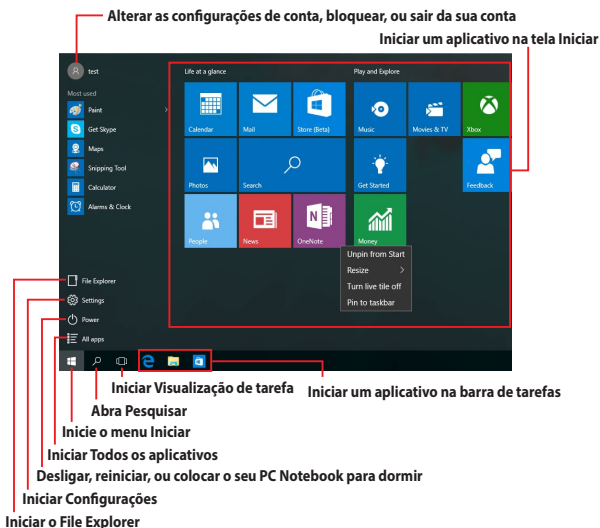 Alterar as configurações de conta, bloquear, ou sair da sua conta
Iniciar um aplicativo na tela Iniciar
test
Life at a glance
Play and Explore
Most used
Paint
Get Skype
Maps
Snipping Tool
Calculator
Alarms & Clock
Calendar
Mail
Store (Beta)
Music
Movies & TV
Xbox
Photos
Search
Get Started
Feedback
People
News
OneNote
Money
Unpin from Start
Resize
Turn live tile off
Pin to taskbar
File Explorer
Settings
Power
All apps
Iniciar Visualização de tarefa
Iniciar um aplicativo na barra de tarefas
Abra Pesquisar
Inicie o menu Iniciar
Iniciar Todos os aplicativos
Desligar, reiniciar, ou colocar o seu PC Notebook para dormir
Iniciar Configurações
Iniciar o File Explorer